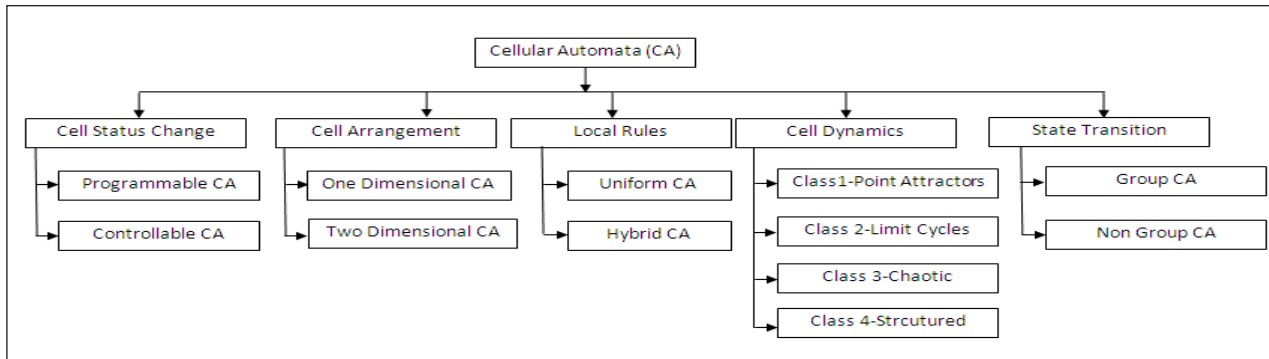 Cellular Automata (CA)
Cell Status Change
Cell Arrangement
Local Rules
Cell Dynamics
State Transition
Programmable CA
One Dimensional CA
Uniform CA
Class1-Point Attractors
Group CA
Controllable CA
Two Dimensional CA
Hybrid CA
Class 2-Limit Cycles
Non Group CA
Class 3-Chaotic
Class 4-Strcutured